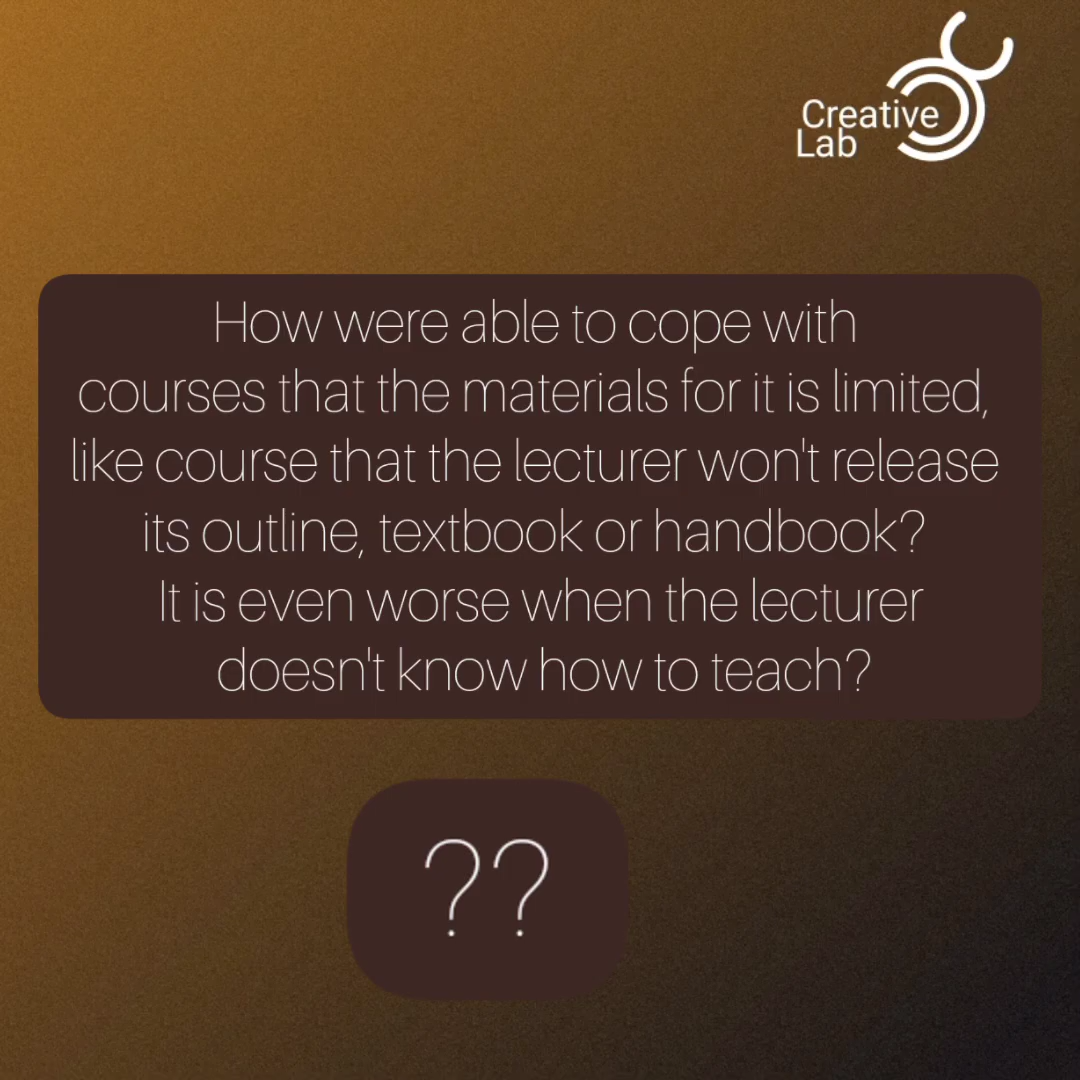 Creative
Lab
How were able to cope with
courses that the materials for it is limited,
like course that the lecturer won't release
its outline, textbook or handbook?
It is even worse when the lecturer
doesn't know how to teach?
??